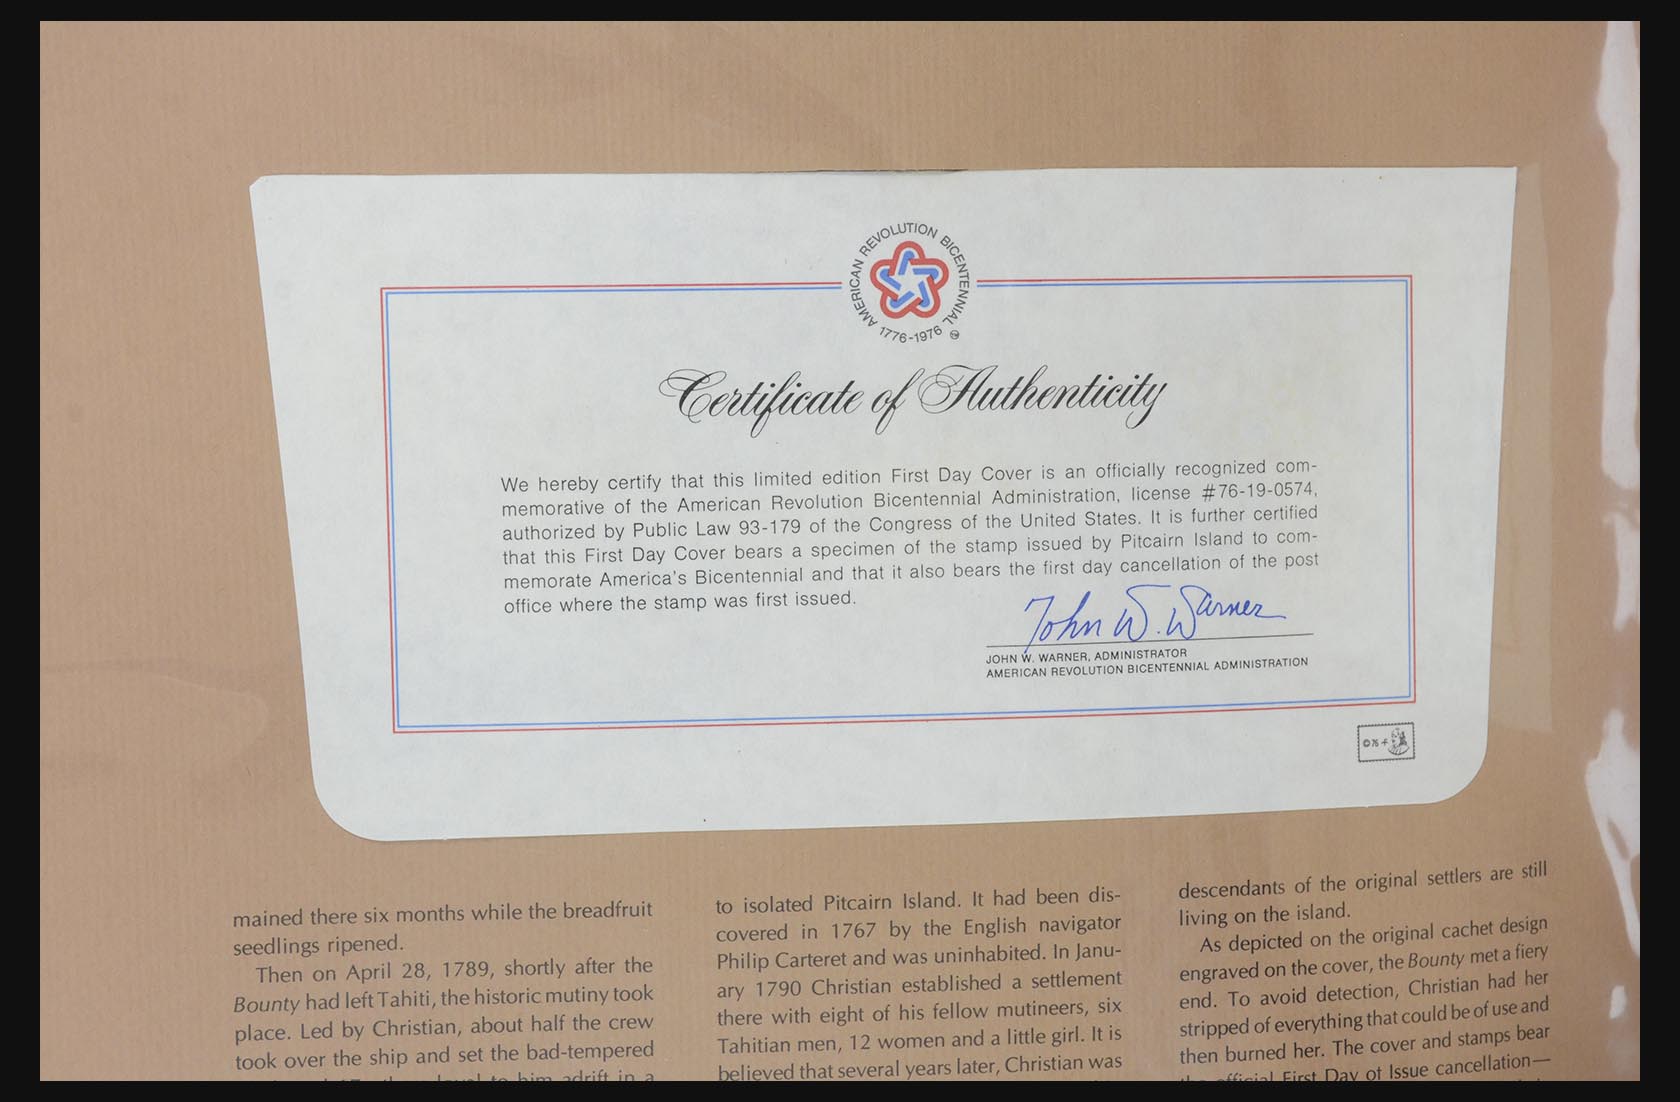 AMERICAN REVOLUTION BICENTENNIAL
1776-1976
Certificate of Authenticity
We hereby certify that this limited edition First Day Cover is an officially recognized com-
memorative of the American Revolution Bicentennial Administration, license #76-19-0574,
authorized by Public Law 93-179 of the Congress of the United States. It is further certified
that this First Day Cover bears a specimen of the stamp issued by Pitcairn Island to com-
memorate America's Bicentennial and that it also bears the first day cancellation of the post
office where the stamp was first issued.
John W. Warner
JOHN W. WARNER, ADMINISTRATOR
AMERICAN REVOLUTION BICENTENNIAL ADMINISTRATION
©76
mained there six months while the breadfruit
seedlings ripened.
Then on April 28, 1789, shortly after the
Bounty had left Tahiti, the historic mutiny took
place. Led by Christian, about half the crew
took over the ship and set the bad-tempered
to him adrift in a
to isolated Pitcairn Island. It had been dis-
covered in 1767 by the English navigator
Philip Carteret and was uninhabited. In Janu-
ary 1790 Christian established a settlement
there with eight of his fellow mutineers, six
Tahitian men, 12 women and a little girl. It is
believed that several years later, Christian was
descendants of the original settlers are still
living on the island.
As depicted on the original cachet design
engraved on the cover, the Bounty met a fiery
end. To avoid detection, Christian had her
stripped of everything that could be of use and
then burned her. The cover and stamps bear
the official First Day of Issue cancellation—